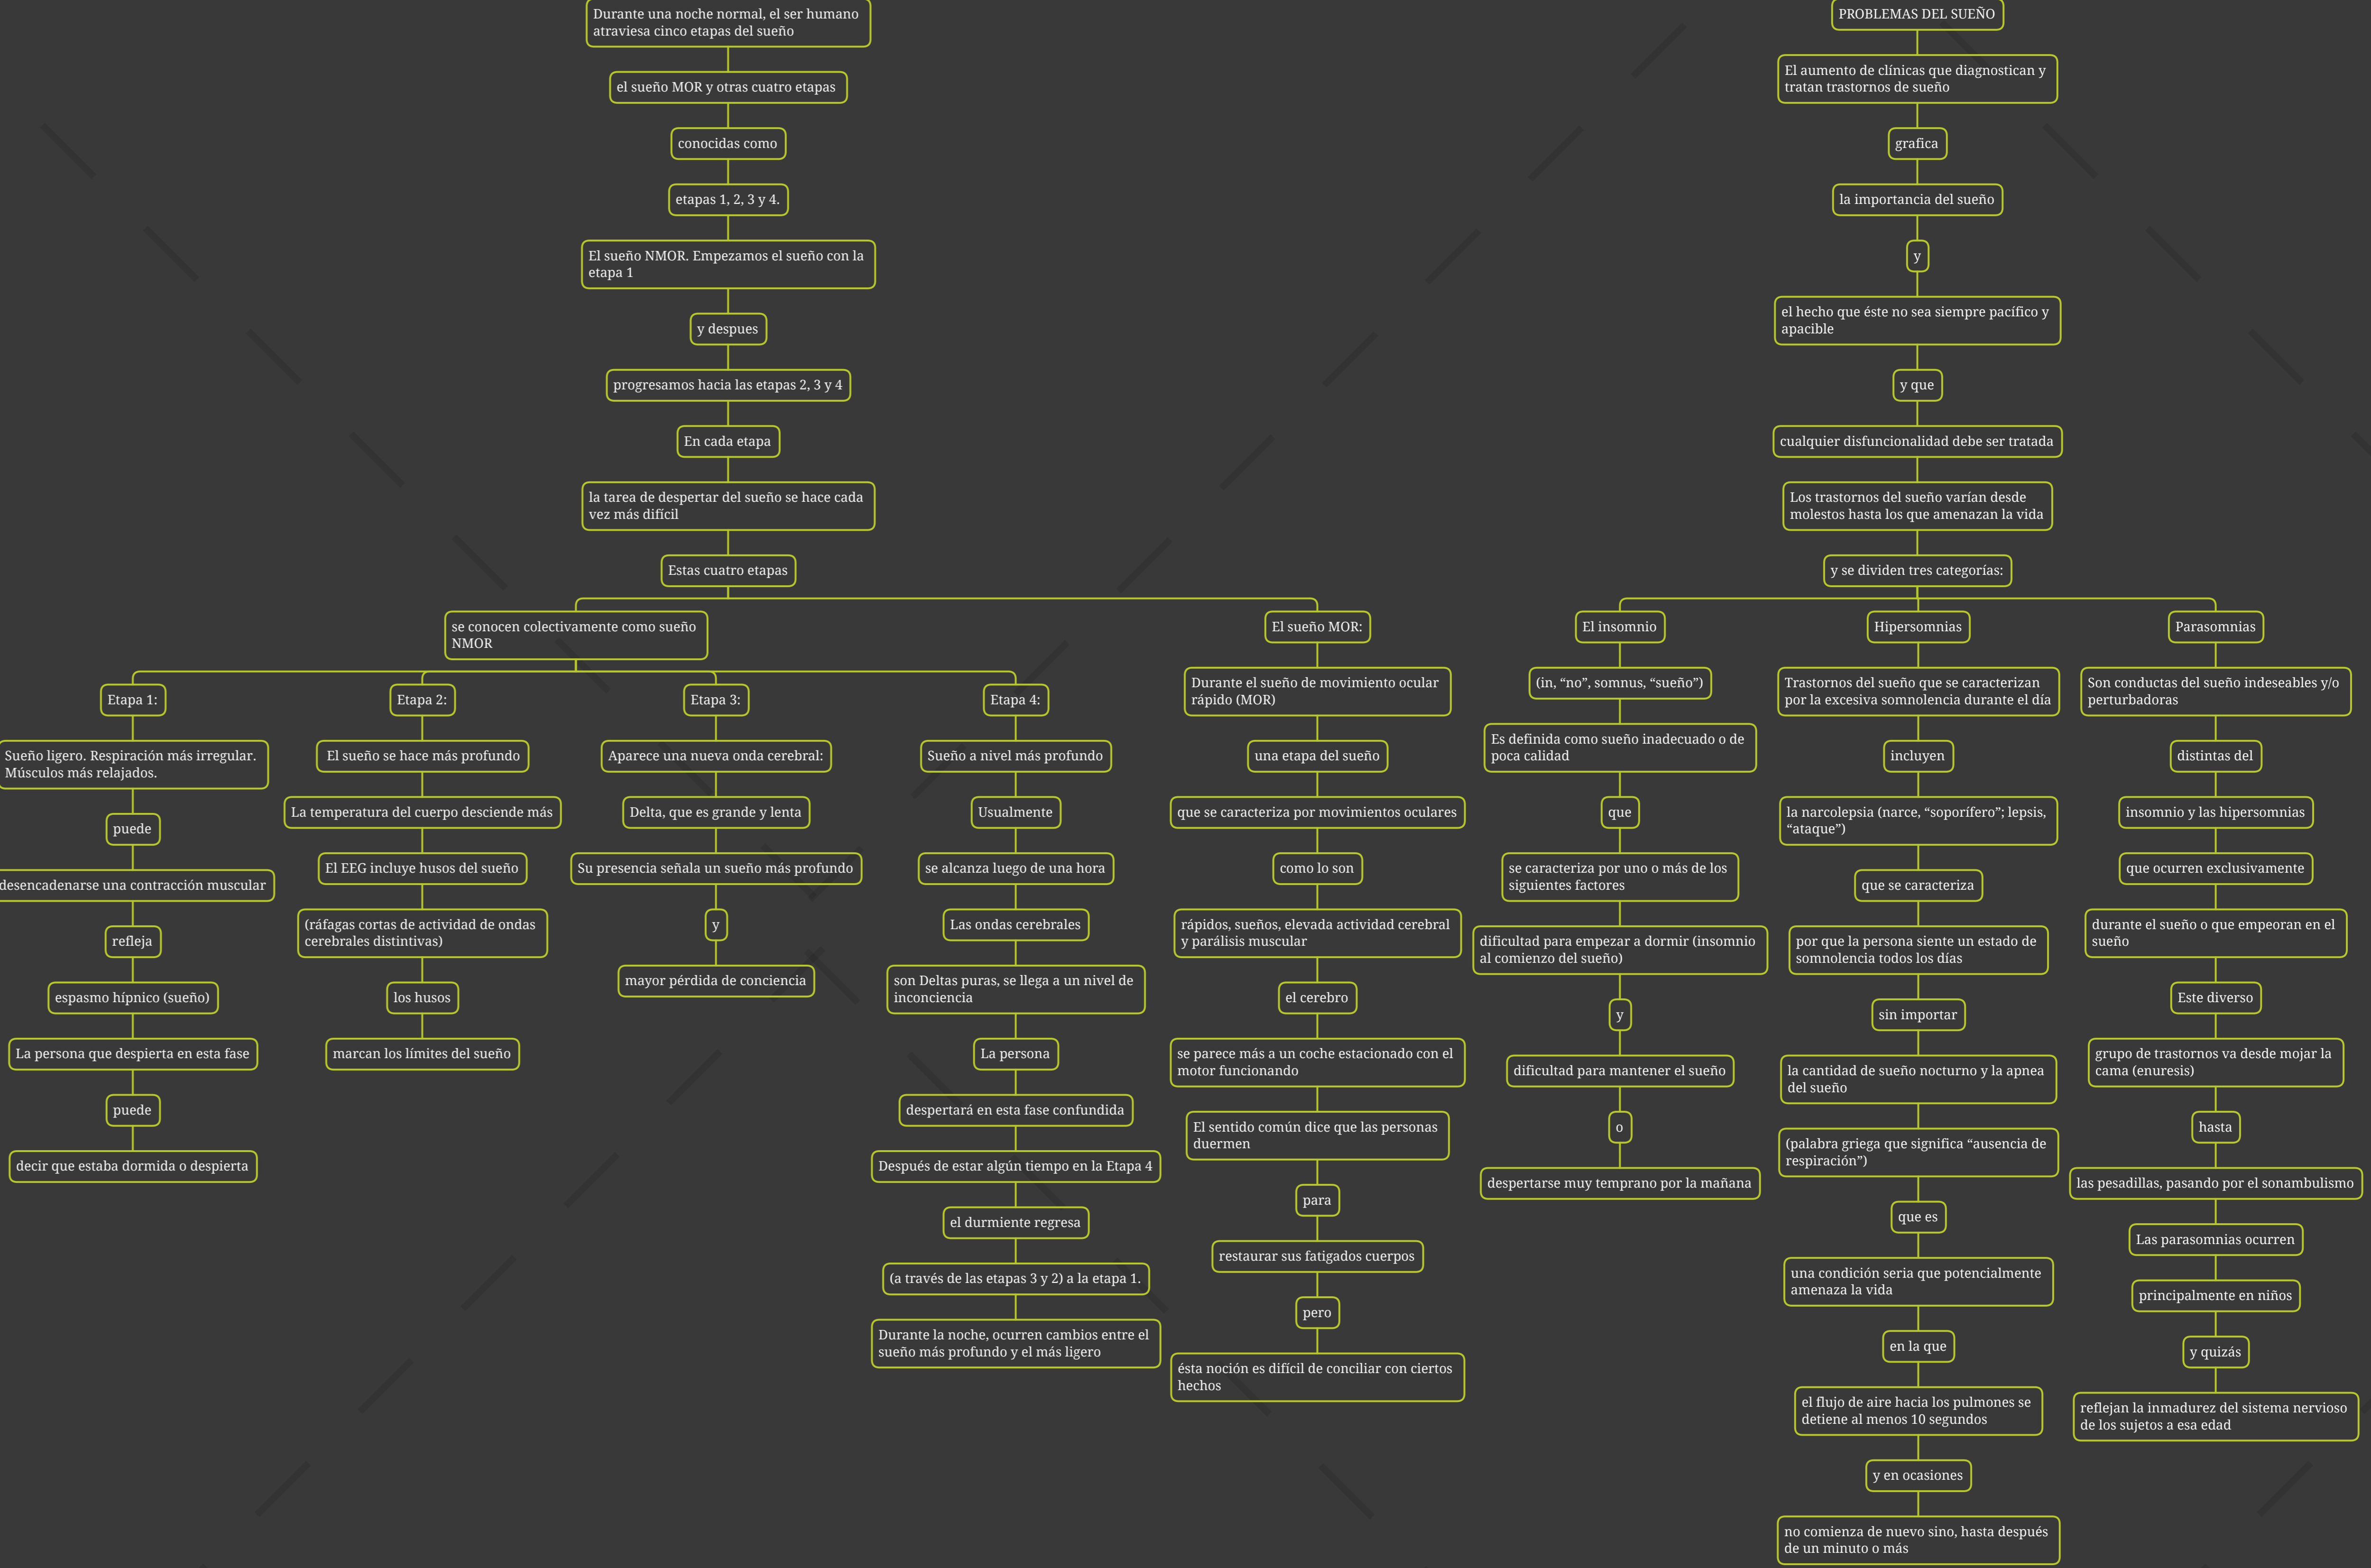 Durante una noche normal, el ser humano
atraviesa cinco etapas del sueño
el sueño MOR y otras cuatro etapas
conocidas como
etapas 1, 2, 3 y 4.
El sueño NMOR. Empezamos el sueño con la
etapa 1
y despues
progresamos hacia las etapas 2, 3 y 4
En cada etapa
la tarea de despertar del sueño se hace cada
vez más difícil
Estas cuatro etapas
se conocen colectivamente como sueño
NMOR
Etapa 1:
Sueño ligero. Respiración más irregular.
Músculos más relajados.
puede
desencadenarse una contracción muscular
refleja
espasmo hípnico (sueño)
La persona que despierta en esta fase
puede
decir que estaba dormida o despierta
Etapa 2:
El sueño se hace más profundo
La temperatura del cuerpo desciende más
El EEG incluye husos del sueño
(ráfagas cortas de actividad de ondas
cerebrales distintivas)
los husos
marcan los límites del sueño
Etapa 3:
Aparece una nueva onda cerebral:
Delta, que es grande y lenta
Su presencia señala un sueño más profundo
y
mayor pérdida de conciencia
Etapa 4:
Sueño a nivel más profundo
Usualmente
se alcanza luego de una hora
Las ondas cerebrales
son Deltas puras, se llega a un nivel de
inconciencia
La persona
despertará en esta fase confundida
Después de estar algún tiempo en la Etapa 4
el durmiente regresa
(a través de las etapas 3 y 2) a la etapa 1.
Durante la noche, ocurren cambios entre el
sueño más profundo y el más ligero
El sueño MOR:
Durante el sueño de movimiento ocular
rápido (MOR)
una etapa del sueño
que se caracteriza por movimientos oculares
como lo son
rápidos, sueños, elevada actividad cerebral
y parálisis muscular
el cerebro
se parece más a un coche estacionado con el
motor funcionando
El sentido común dice que las personas
duermen
para
restaurar sus fatigados cuerpos
pero
ésta noción es difícil de conciliar con ciertos
hechos
PROBLEMAS DEL SUEÑO
El aumento de clínicas que diagnostican y
tratan trastornos de sueño
grafica
la importancia del sueño
y
el hecho que éste no sea siempre pacífico y
apacible
y que
cualquier disfuncionalidad debe ser tratada
Los trastornos del sueño varían desde
molestos hasta los que amenazan la vida
y se dividen tres categorías:
El insomnio
(in, “no”, somnus, “sueño”)
Es definida como sueño inadecuado o de
poca calidad
que
se caracteriza por uno o más de los
siguientes factores
dificultad para empezar a dormir (insomnio
al comienzo del sueño)
y
dificultad para mantener el sueño
o
despertarse muy temprano por la mañana
Hipersomnias
Trastornos del sueño que se caracterizan
por la excesiva somnolencia durante el día
incluyen
la narcolepsia (narce, “soporífero”; lepsis,
“ataque”)
que se caracteriza
por que la persona siente un estado de
somnolencia todos los días
sin importar
la cantidad de sueño nocturno y la apnea
del sueño
(palabra griega que significa “ausencia de
respiración”)
que es
una condición seria que potencialmente
amenaza la vida
en la que
el flujo de aire hacia los pulmones se
detiene al menos 10 segundos
y en ocasiones
no comienza de nuevo sino, hasta después
de un minuto o más
Parasomnias
Son conductas del sueño indeseables y/o
perturbadoras
distintas del
insomnio y las hipersomnias
que ocurren exclusivamente
durante el sueño o que empeoran en el
sueño
Este diverso
grupo de trastornos va desde mojar la
cama (enuresis)
hasta
las pesadillas, pasando por el sonambulismo
Las parasomnias ocurren
principalmente en niños
y quizás
reflejan la inmadurez del sistema nervioso
de los sujetos a esa edad